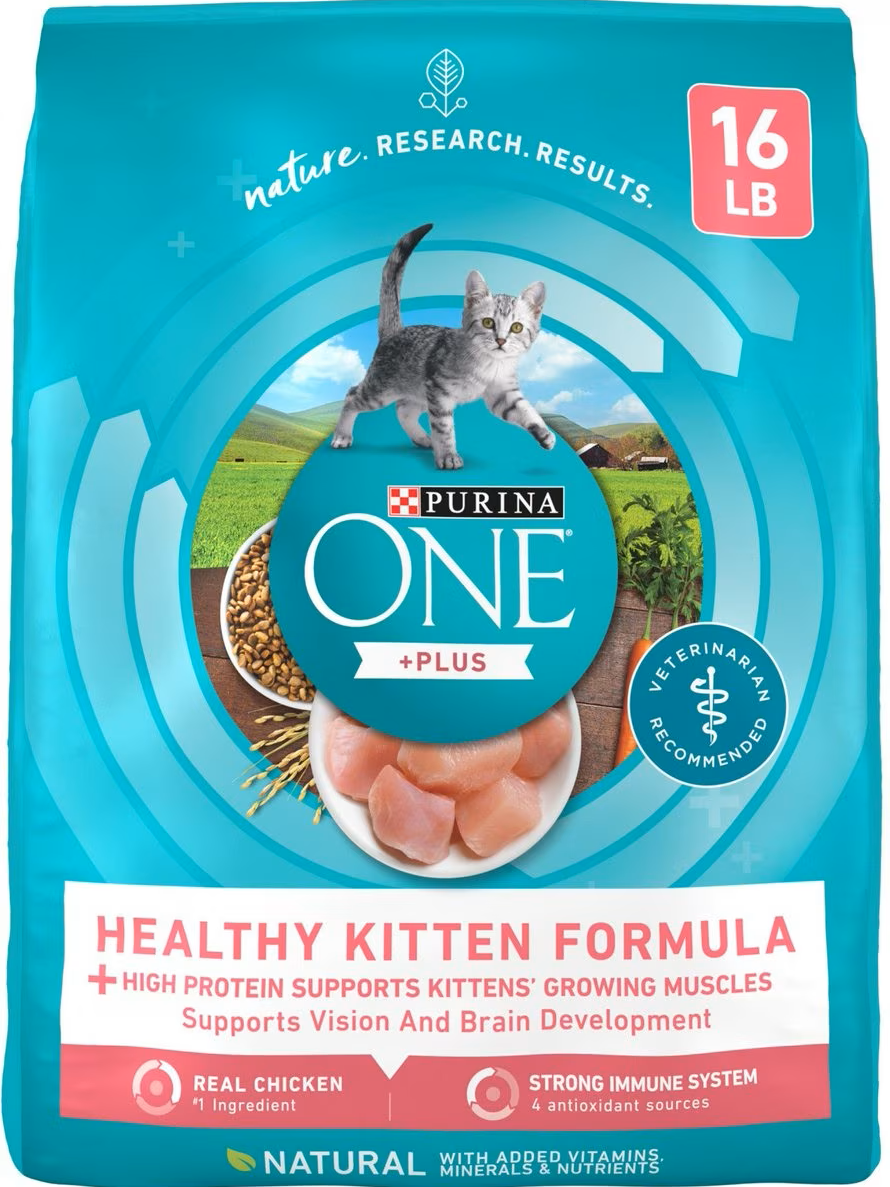 nature. RESEARCH. RESULTS.
16
LB
PURINA
ONE®
+PLUS
VETERINARIAN
RECOMMENDED
HEALTHY KITTEN FORMULA
+HIGH PROTEIN SUPPORTS KITTENS' GROWING MUSCLES
Supports Vision And Brain Development
REAL CHICKEN
#1 Ingredient
STRONG IMMUNE SYSTEM
4 antioxidant sources
NATURAL
WITH ADDED VITAMINS,
MINERALS & NUTRIENTS